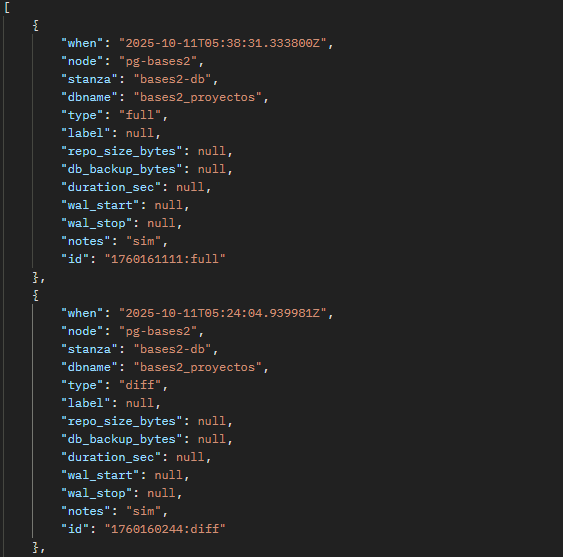 [
{
"when": "2025-10-11T05:38:31.333800Z",
"node": "pg-bases2",
"stanza": "bases2-db",
"dbname": "bases2_proyectos",
"type": "full",
"label": null,
"repo_size_bytes": null,
"db_backup_bytes": null,
"duration_sec": null,
"wal_start": null,
"wal_stop": null,
"notes": "sim",
"id": "1760161111:full"
},
{
"when": "2025-10-11T05:24:04.939981Z",
"node": "pg-bases2",
"stanza": "bases2-db",
"dbname": "bases2_proyectos",
"type": "diff",
"label": null,
"repo_size_bytes": null,
"db_backup_bytes": null,
"duration_sec": null,
"wal_start": null,
"wal_stop": null,
"notes": "sim",
"id": "1760160244:diff"
},